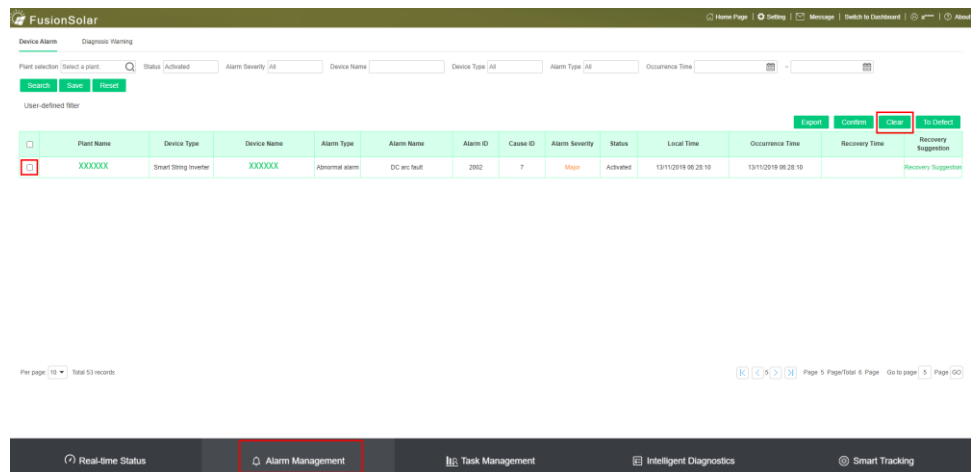 FusionSolar
Home Page | Setting | Message | Switch to Dashboard | | About
Device Alarm Diagnosis Warning
Plant selection Select a plant. Status Activated Alarm Severity All Device Name Device Type All Alarm Type All Occurrence Time -
Search Save Reset
User-defined filter
Export Confirm Clear To Defect
Plant Name Device Type Device Name Alarm Type Alarm Name Alarm ID Cause ID Alarm Severity Status Local Time Occurrence Time Recovery Time Recovery Suggestion
XXXXXX Smart String Inverter XXXXXX Abnormal alarm DC arc fault 2002 7 Major Activated 13/11/2019 06:28:10 13/11/2019 06:28:10 Recovery Suggestion
Per page: 10 Total 53 records 5 Page 5 Page/Total 6 Page Go to page 5 Page GO
Real-time Status Alarm Management Task Management Intelligent Diagnostics Smart Tracking